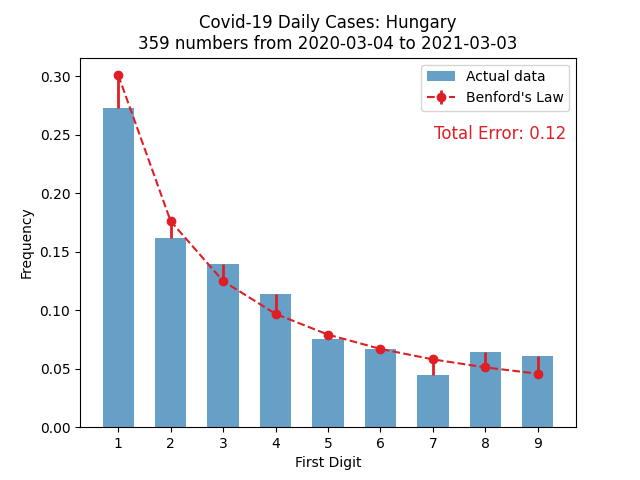 Covid-19 Daily Cases: Hungary
359 numbers from 2020-03-04 to 2021-03-03
Actual data
Benford's Law
Total Error: 0.12
0.30
0.25
0.20
0.15
0.10
0.05
0.00
Frequency
1 2 3 4 5 6 7 8 9
First Digit